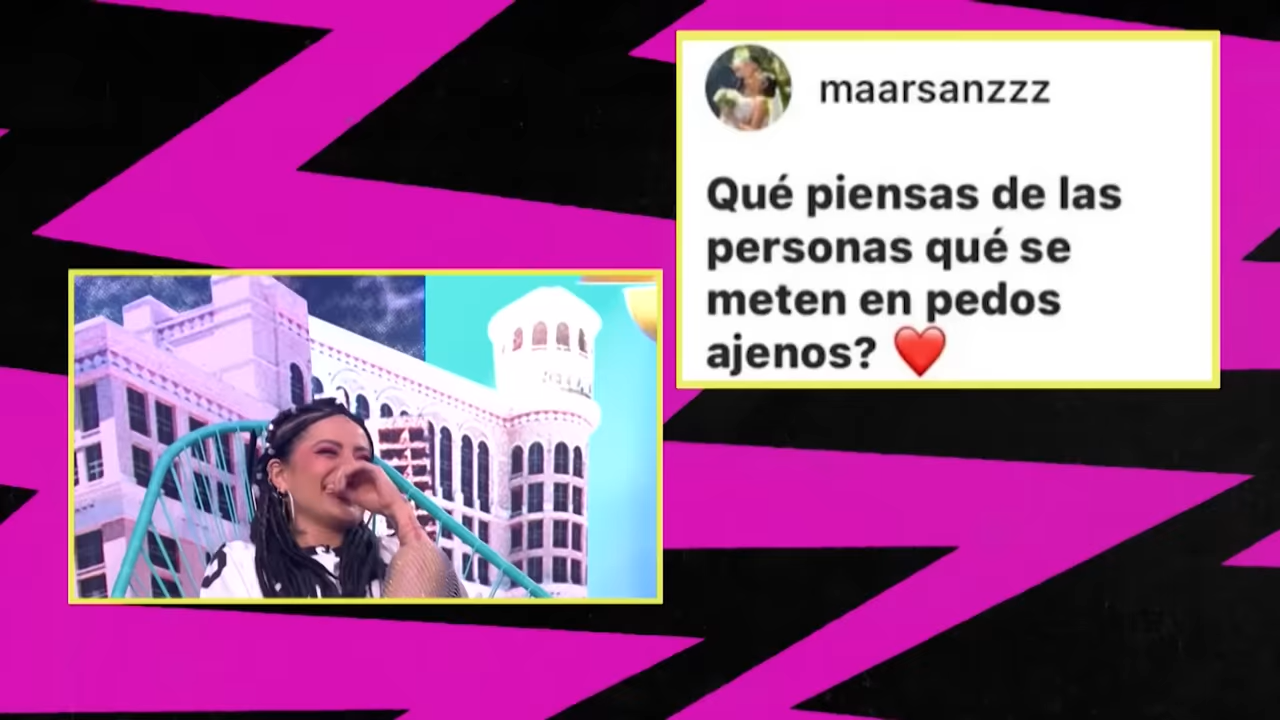 maarsanzzz
Qué piensas de las
personas qué se
meten en pedos
ajenos? ❤️